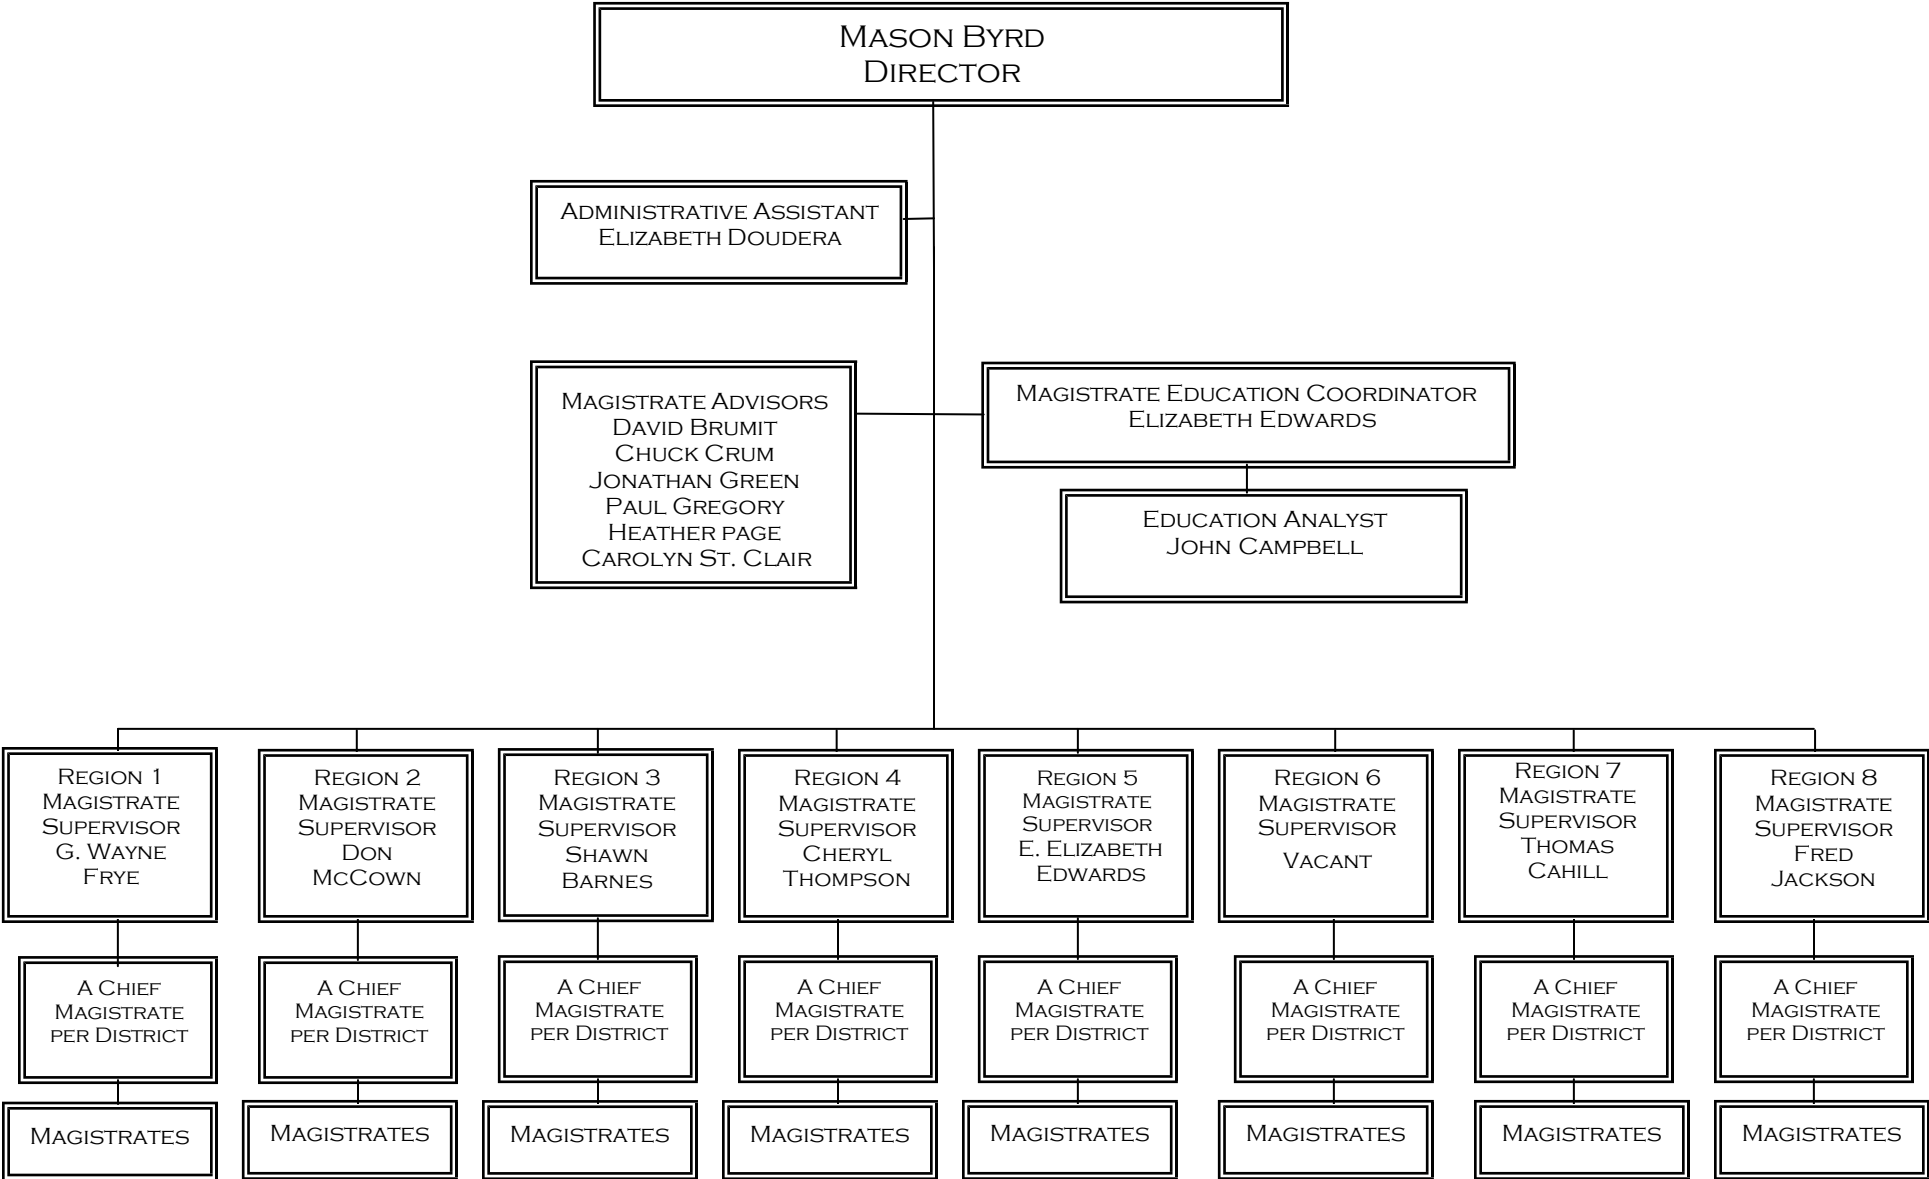 Mason Byrd
Director
Administrative Assistant
Elizabeth Doudera
Magistrate Advisors
David Brumit
Chuck Crum
Jonathan Green
Paul Gregory
Heather page
Carolyn St. Clair
Magistrate Education Coordinator
Elizabeth Edwards
Education Analyst
John Campbell
Region 1
Magistrate
Supervisor
G. Wayne
Frye
Region 2
Magistrate
Supervisor
Don
McCown
Region 3
Magistrate
Supervisor
Shawn
Barnes
Region 4
Magistrate
Supervisor
Cheryl
Thompson
Region 5
Magistrate
Supervisor
E. Elizabeth
Edwards
Region 6
Magistrate
Supervisor
Vacant
Region 7
Magistrate
Supervisor
Thomas
Cahill
Region 8
Magistrate
Supervisor
Fred
Jackson
A Chief
Magistrate
per District
A Chief
Magistrate
per District
A Chief
Magistrate
per District
A Chief
Magistrate
per District
A Chief
Magistrate
per District
A Chief
Magistrate
per District
A Chief
Magistrate
per District
A Chief
Magistrate
per District
Magistrates
Magistrates
Magistrates
Magistrates
Magistrates
Magistrates
Magistrates
Magistrates